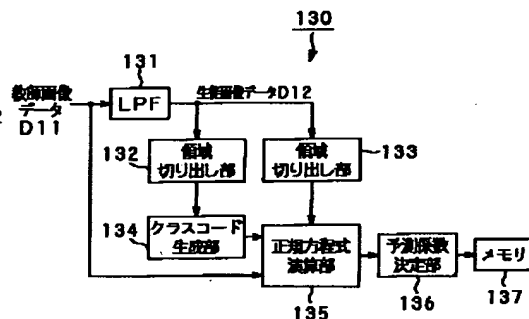 130
131
教師画像
データ
D11
LPF
生徒画像データD12
132
領域
切り出し部
領域
切り出し部
133
134
クラスコード
生成部
正規方程式
演算部
予測係数
決定部
メモリ
135
136
137